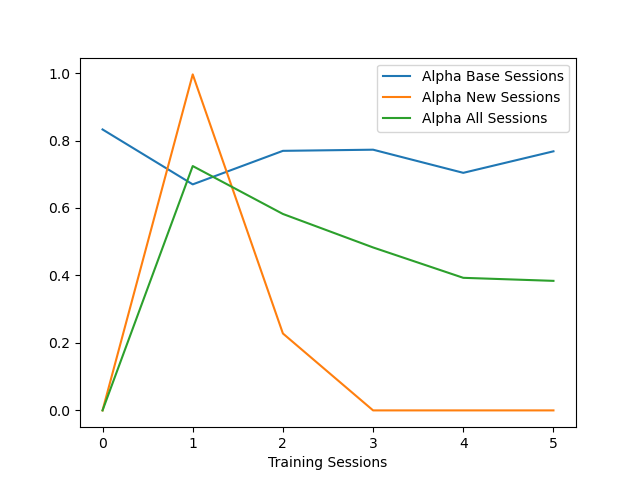 1.0
0.8
0.6
0.4
0.2
0.0
Alpha Base Sessions
Alpha New Sessions
Alpha All Sessions
0 1 2 3 4 5
Training Sessions